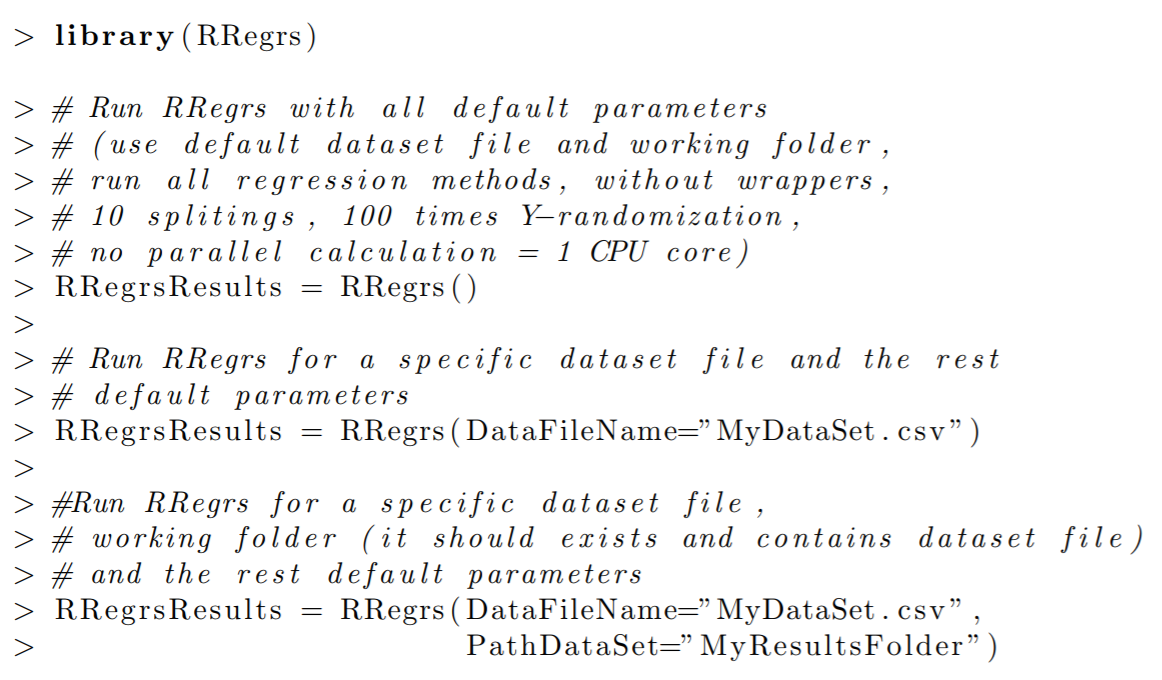 > library(RRegrs)
> # Run RRegrs with all default parameters
> # (use default dataset file and working folder,
> # run all regression methods, without wrappers,
> # 10 splitings, 100 times Y-randomization,
> # no parallel calculation = 1 CPU core)
> RRegrsResults = RRegrs()
>
> # Run RRegrs for a specific dataset file and the rest
> # default parameters
> RRegrsResults = RRegrs(DataFileName=”MyDataSet.csv”)
>
> #Run RRegrs for a specific dataset file,
> # working folder (it should exists and contains dataset file)
> # and the rest default parameters
> RRegrsResults = RRegrs(DataFileName=”MyDataSet.csv”,
> PathDataSet=”MyResultsFolder”)